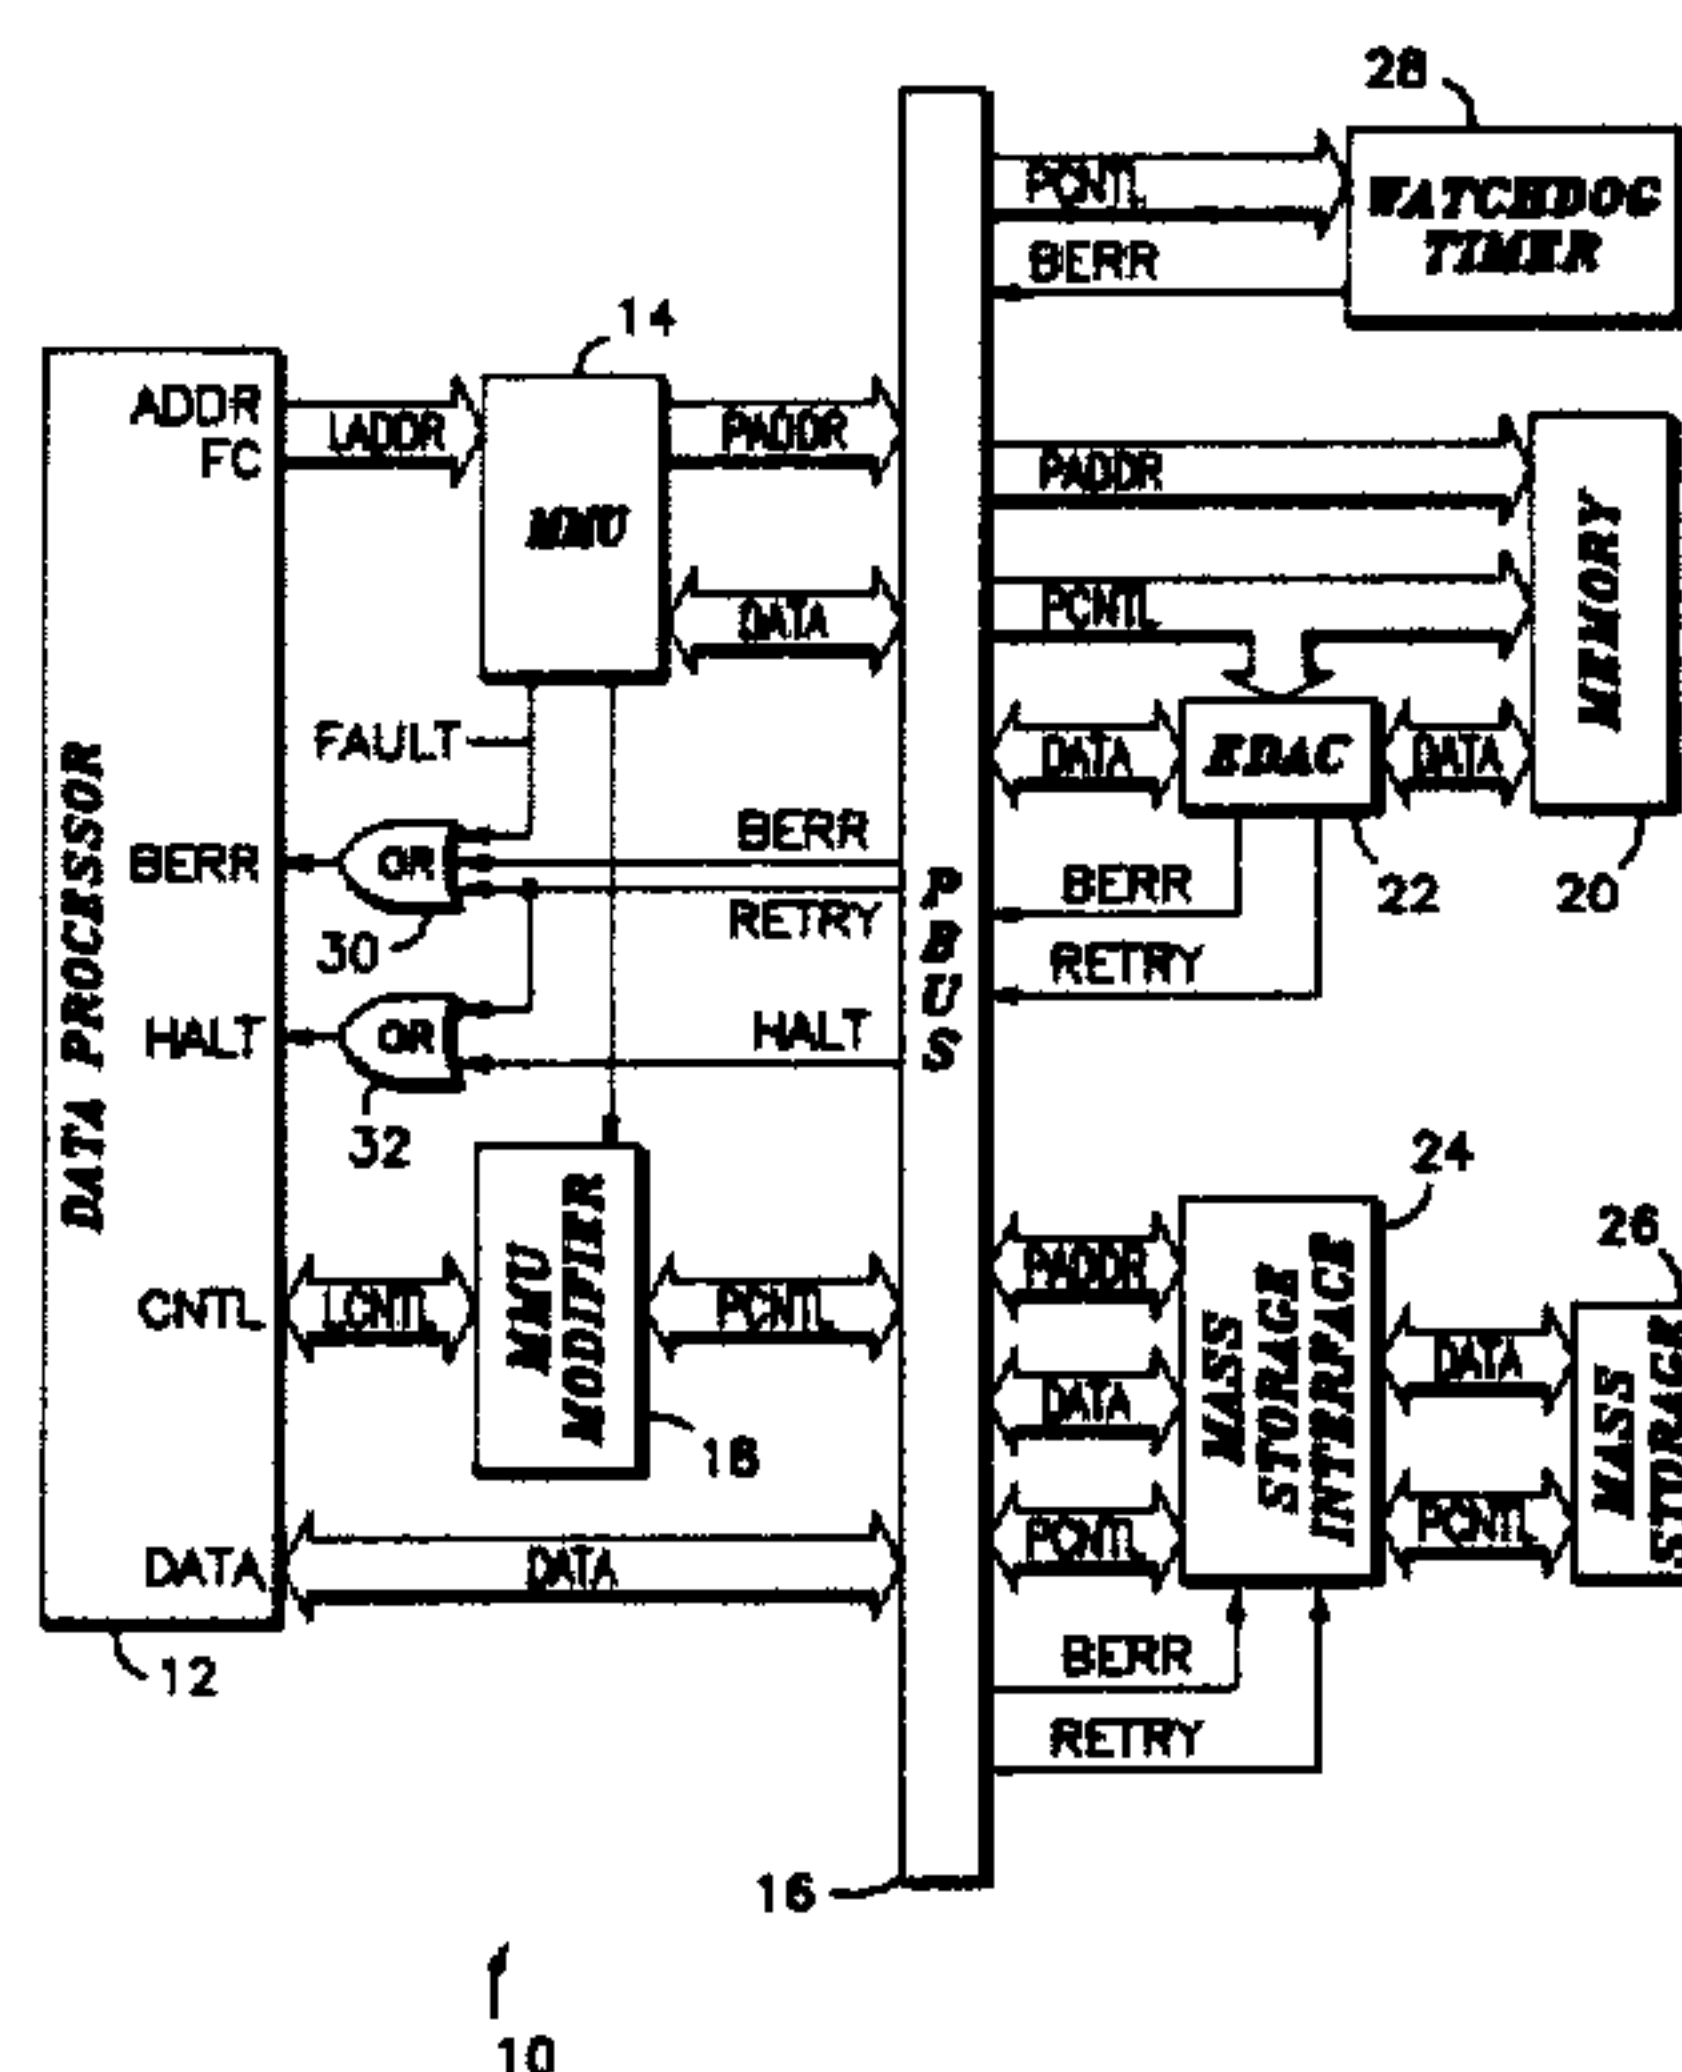 28
PCNTL
WATCHDOG
TIMER
BERR
14
ADDR
FC
LADDR
MMU
PADDR
DATA
PADDR
PCNTL
MEMORY
DATA
EDAC
DATA
FAULT
BERR
OR
30
BERR
RETRY
BERR
RETRY
22
20
DATA PROCESSOR
PBUS
HALT
OR
32
HALT
24
26
CNTL
LCNTL
MMU
MODIFIER
PCNTL
18
PADDR
DATA
PCNTL
MASS
STORAGE
INTERFACE
DATA
PCNTL
MASS
STORAGE
DATA
DATA
12
BERR
RETRY
16
10